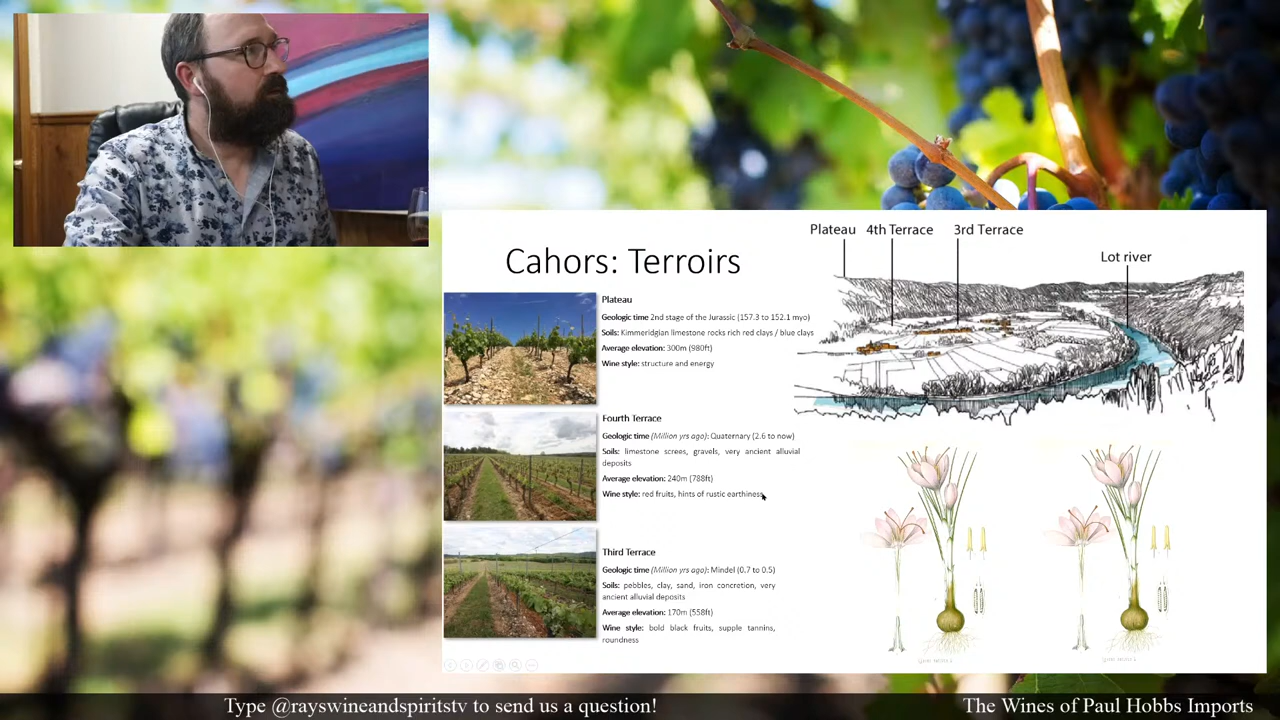 Cahors: Terroirs
Plateau
Geologic time 2nd stage of the Jurassic (157.3 to 152.1 myo)
Soils: Kimmeridgian limestone rocks rich red clays / blue clays
Average elevation: 300m (980ft)
Wine style: structure and energy
Fourth Terrace
Geologic time (Million yrs ago): Quaternary (2.6 to now)
Soils: limestone screes, gravels, very ancient alluvial
deposits
Average elevation: 240m (788ft)
Wine style: red fruits, hints of rustic earthiness
Third Terrace
Geologic time (Million yrs ago): Mindel (0.7 to 0.5)
Soils: pebbles, clay, sand, iron concretion, very
ancient alluvial deposits
Average elevation: 170m (558ft)
Wine style: bold black fruits, supple tannins,
roundness
Plateau
4th Terrace
3rd Terrace
Lot river
Type @rayswineandspiritstv to send us a question!
The Wines of Paul Hobbs Imports